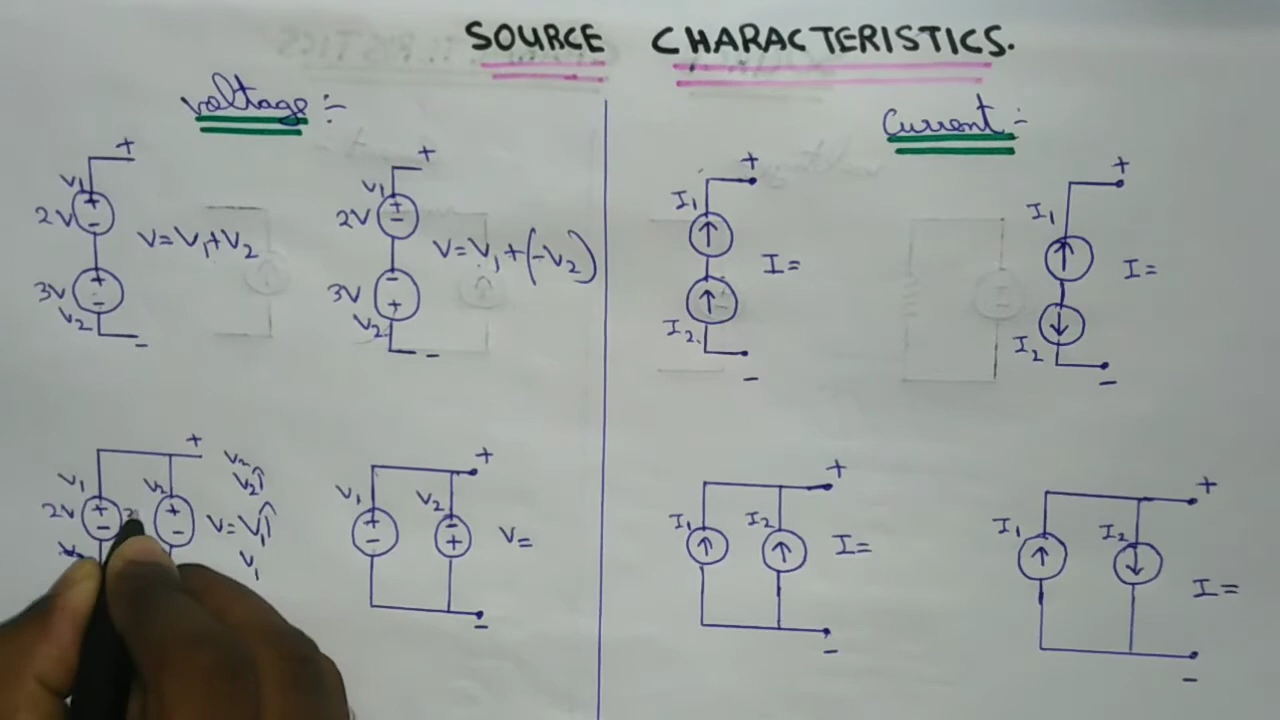 SOURCE CHARACTERISTICS.
Voltage :-
Current :-
+
V1
2V
+
-
V=V1+V2
3V
+
-
V2
-
+
V1
2V
+
-
V=V1+(-V2)
3V
-
+
V2
-
+
I1
I=
I2
-
+
I1
I=
I2
-
+
V1
V2
2V
+
-
+
-
V=V1
V2
V1
+
V1
V2
+
-
-
+
V=
-
+
I1
I2
I=
-
+
I1
I2
I=
-